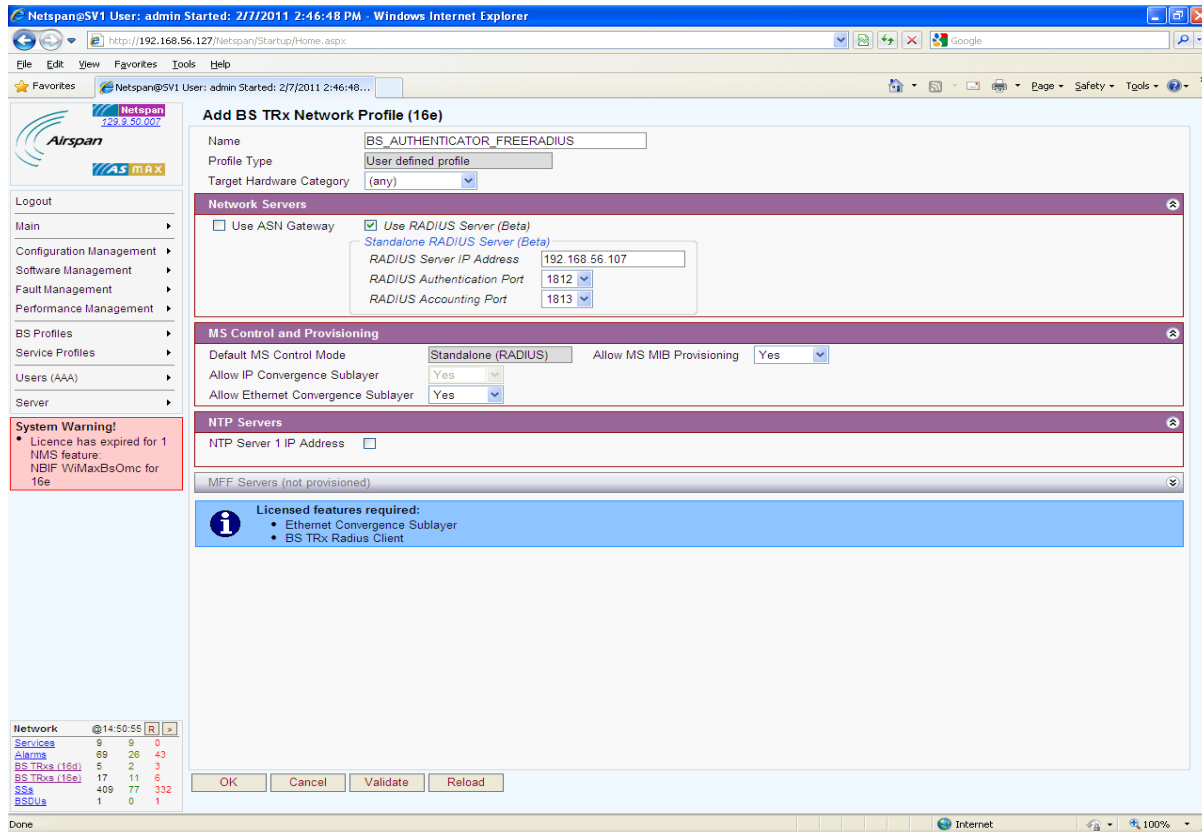 Netspan@SV1 User: admin Started: 2/7/2011 2:46:48 PM - Windows Internet Explorer
http://192.168.56.127/Netspan/Startup/Home.aspx
Google
File Edit View Favorites Tools Help
Favorites
Netspan@SV1 User: admin Started: 2/7/2011 2:46:48...
Page Safety Tools
Netspan
129.9.50.007
Airspan
ASMAX
Logout
Main
Configuration Management
Software Management
Fault Management
Performance Management
BS Profiles
Service Profiles
Users (AAA)
Server
System Warning!
• Licence has expired for 1
NMS feature:
NBIF WiMaxBsOmc for
16e
Network @14:50:55 R >
Services 9 9 0
Alarms 69 26 43
BS TRxs (16d) 5 2 3
BS TRxs (16e) 17 11 6
SSs 409 77 332
BSDUs 1 0 1
Add BS TRx Network Profile (16e)
Name BS_AUTHENTICATOR_FREERADIUS
Profile Type User defined profile
Target Hardware Category (any)
Network Servers
Use ASN Gateway Use RADIUS Server (Beta)
Standalone RADIUS Server (Beta)
RADIUS Server IP Address 192.168.56.107
RADIUS Authentication Port 1812
RADIUS Accounting Port 1813
MS Control and Provisioning
Default MS Control Mode Standalone (RADIUS) Allow MS MIB Provisioning Yes
Allow IP Convergence Sublayer Yes
Allow Ethernet Convergence Sublayer Yes
NTP Servers
NTP Server 1 IP Address
MFF Servers (not provisioned)
Licensed features required:
• Ethernet Convergence Sublayer
• BS TRx Radius Client
OK Cancel Validate Reload
Done Internet 100%